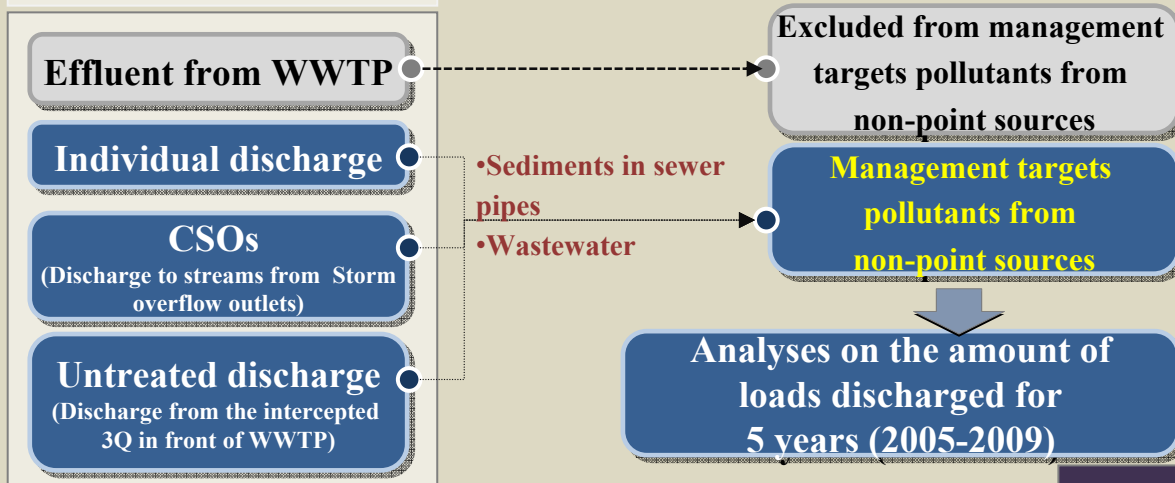 Effluent from WWTP
Individual discharge
CSOs
(Discharge to streams from Storm
overflow outlets)
Untreated discharge
(Discharge from the intercepted
3Q in front of WWTP)
•Sediments in sewer
pipes
•Wastewater
Excluded from management
targets pollutants from
non-point sources
Management targets
pollutants from
non-point sources
Analyses on the amount of
loads discharged for
5 years (2005-2009)